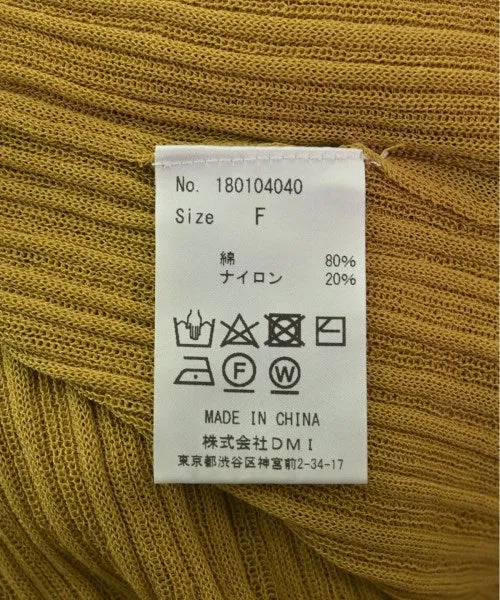 No. 180104040
Size F
綿 80%
ナイロン 20%
F W
MADE IN CHINA
株式会社DMI
東京都渋谷区神宮前2-34-17